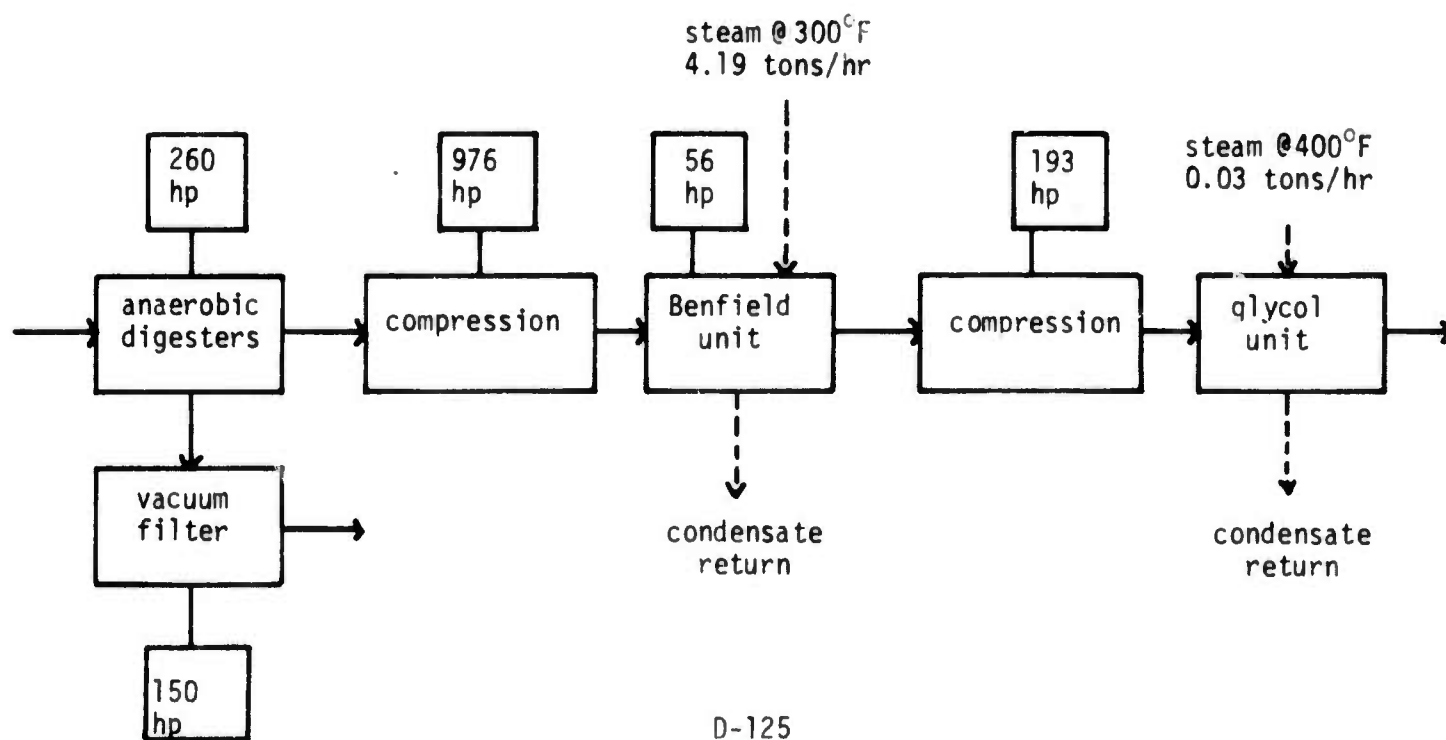 steam @ 300°F
4.19 tons/hr
260
hp
976
hp
56
hp
193
hp
steam @400°F
0.03 tons/hr
anaerobic
digesters
compression
Benfield
unit
compression
glycol
unit
vacuum
filter
condensate
return
condensate
return
150
hp
D-125